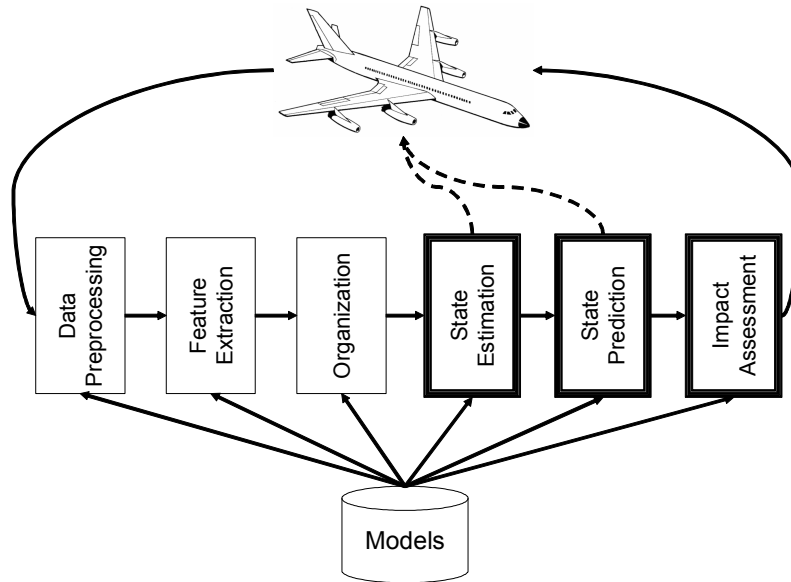 Data
Preprocessing
Feature
Extraction
Organization
State
Estimation
State
Prediction
Impact
Assessment
Models